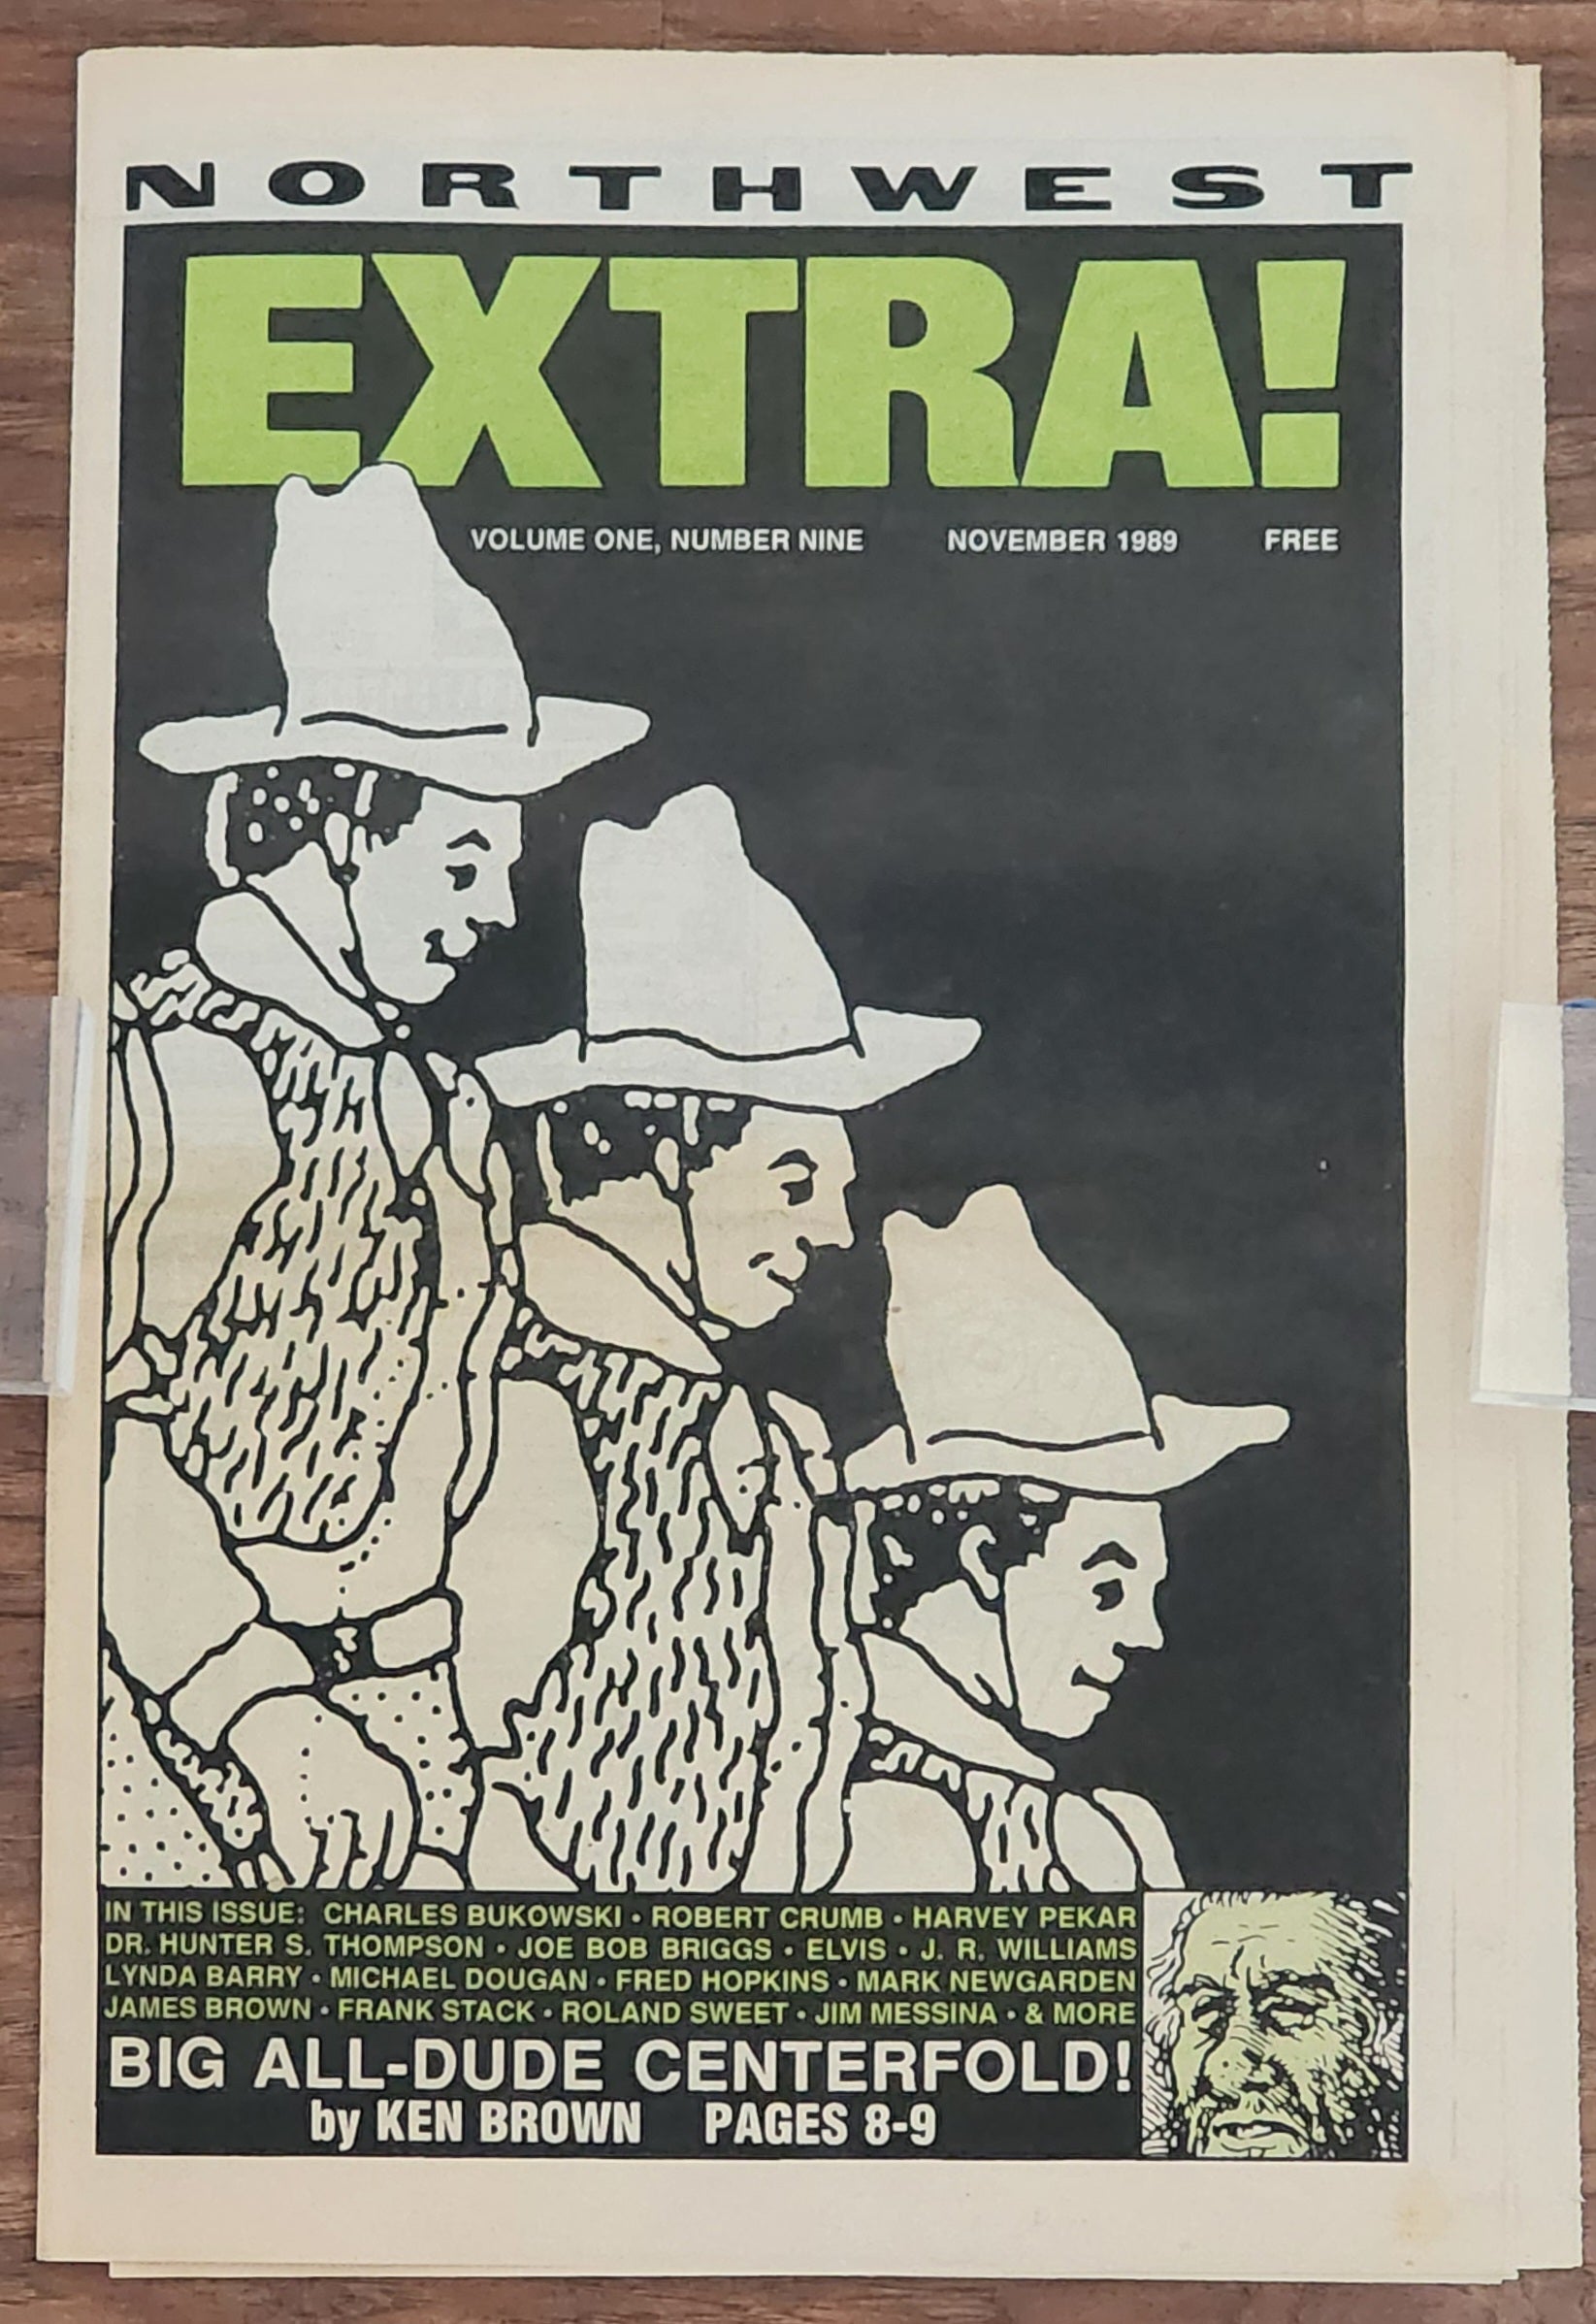 NORTHWEST
EXTRA!
VOLUME ONE, NUMBER NINE NOVEMBER 1989 FREE
IN THIS ISSUE: CHARLES BUKOWSKI • ROBERT CRUMB • HARVEY PEKAR
DR. HUNTER S. THOMPSON • JOE BOB BRIGGS • ELVIS • J. R. WILLIAMS
LYNDA BARRY • MICHAEL DOUGAN • FRED HOPKINS • MARK NEWGARDEN
JAMES BROWN • FRANK STACK • ROLAND SWEET • JIM MESSINA • & MORE
BIG ALL-DUDE CENTERFOLD!
by KEN BROWN PAGES 8-9